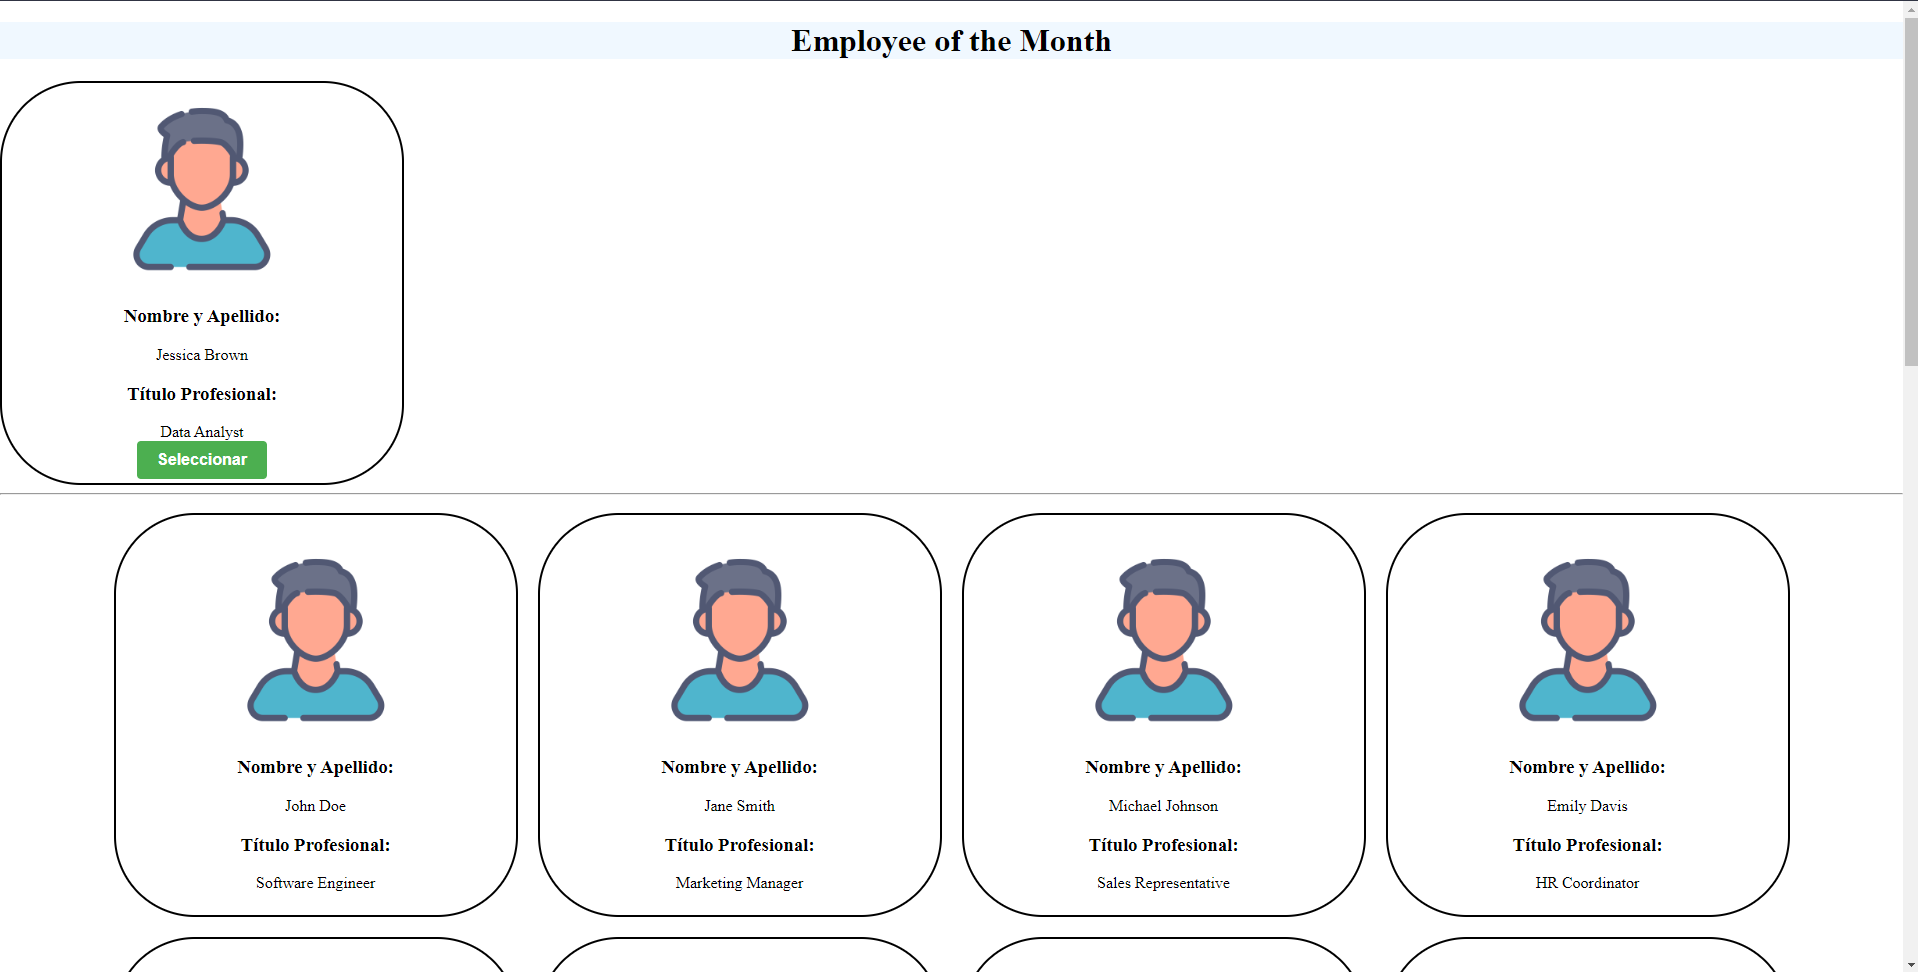 Employee of the Month
Nombre y Apellido:
Jessica Brown
Título Profesional:
Data Analyst
Seleccionar
Nombre y Apellido:
John Doe
Título Profesional:
Software Engineer
Nombre y Apellido:
Jane Smith
Título Profesional:
Marketing Manager
Nombre y Apellido:
Michael Johnson
Título Profesional:
Sales Representative
Nombre y Apellido:
Emily Davis
Título Profesional:
HR Coordinator